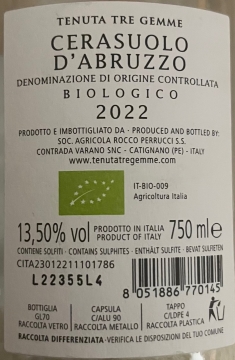 TENUTA TRE GEMME
CERASUOLO
D'ABRUZZO
DENOMINAZIONE DI ORIGINE CONTROLLATA
BIOLOGICO
2022
PRODOTTO E IMBOTTIGLIATO DA - PRODUCED AND BOTTLED BY:
SOC. AGRICOLA ROCCO PERRUCCI S.S.
CONTRADA VARANO SNC - CATIGNANO (PE) - ITALY
www.tenutatregemme.com
IT-BIO-009
Agricoltura Italia
13,50% vol
PRODOTTO IN ITALIA
PRODUCT OF ITALY
750 ml e
CONTIENE SOLFITI - CONTAINS SULPHITES - ENTHÄLT SULFITE - BEVAT SULFIETEN
CITA23012211101786
L22355L4
8 051886 770145
BOTTIGLIA
GL70
RACCOLTA VETRO
CAPSULA
C/ALU 90
RACCOLTA METALLO
TAPPO
C/LDPE 4
RACCOLTA PLASTICA
RACCOLTA DIFFERENZIATA - VERIFICA LE DISPOSIZIONI DEL TUO COMUNE